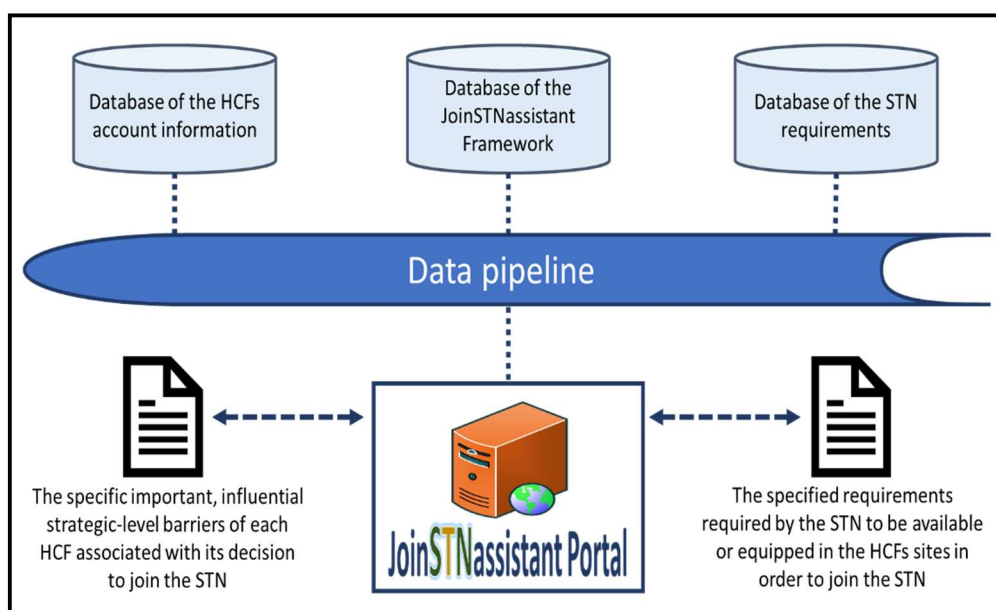 Database of the HCFs
account information
Database of the
JoinSTNassistant
Framework
Database of the STN
requirements
Data pipeline
The specific important, influential
strategic-level barriers of each
HCF associated with its decision
to join the STN
JoinSTNassistant Portal
The specified requirements
required by the STN to be available
or equipped in the HCFs sites in
order to join the STN